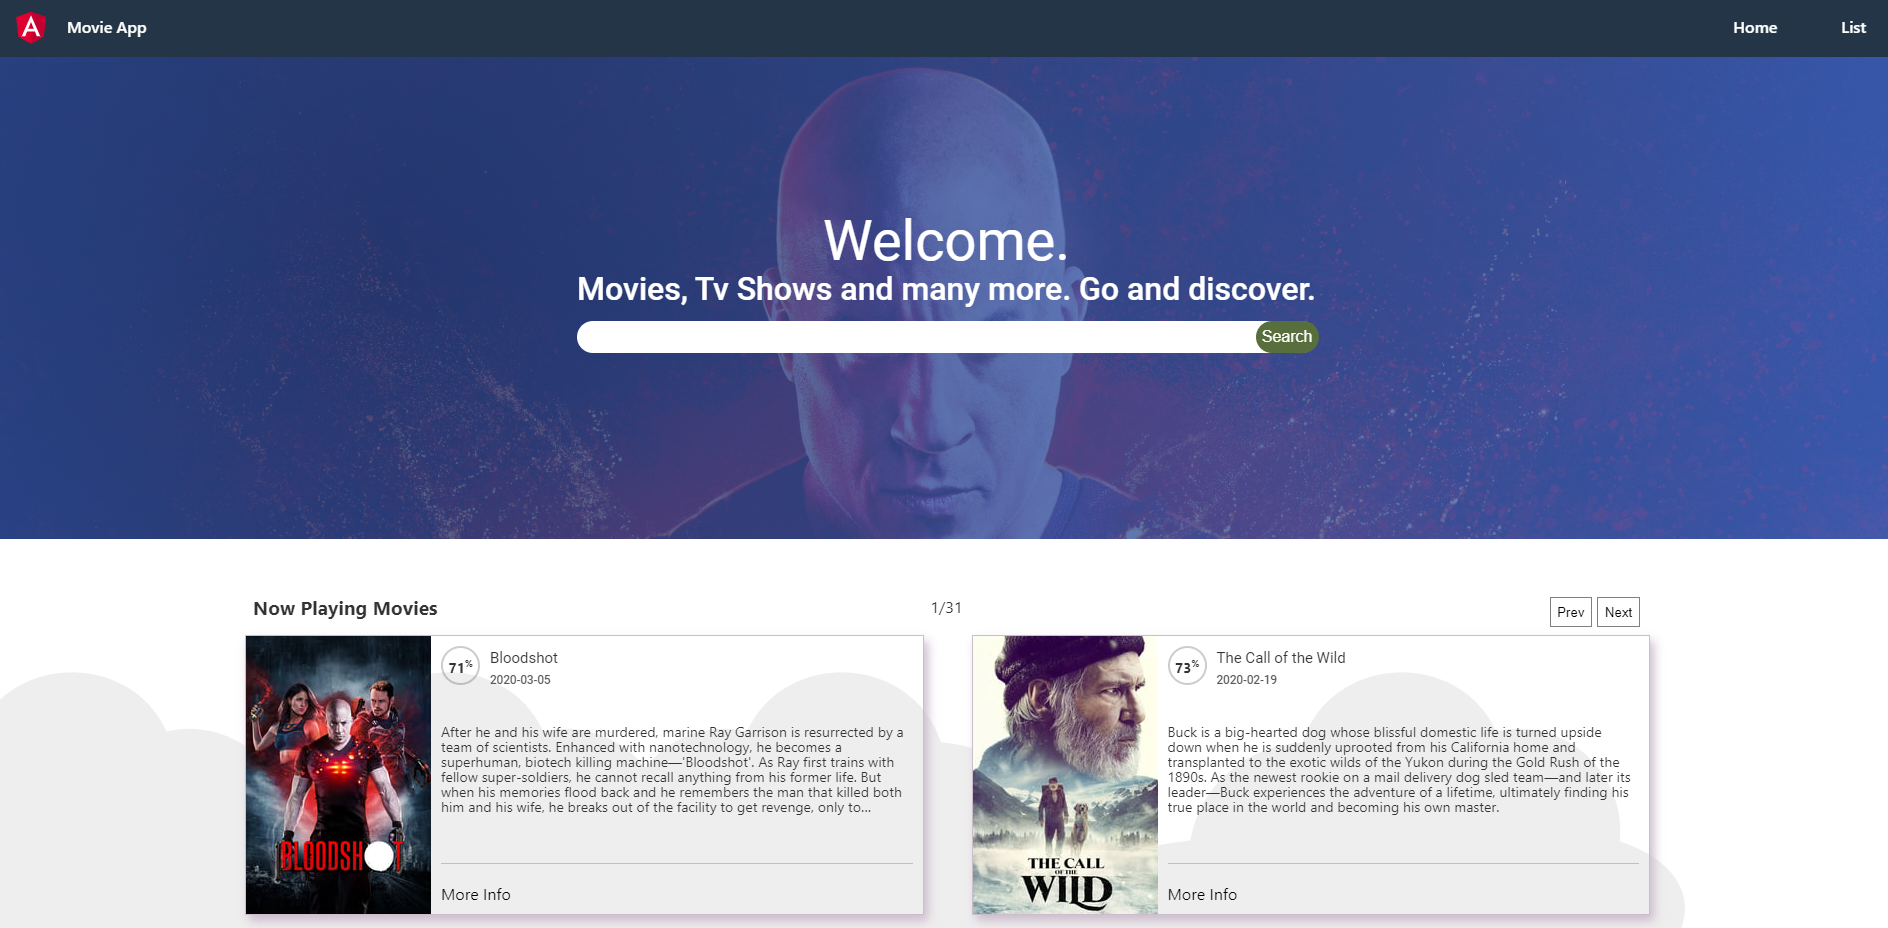 A
Movie App
Home
List
Welcome.
Movies, Tv Shows and many more. Go and discover.
Search
Now Playing Movies
1/31
Prev
Next
BLOODSHOT
71%
Bloodshot
2020-03-05
After he and his wife are murdered, marine Ray Garrison is resurrected by a
team of scientists. Enhanced with nanotechnology, he becomes a
superhuman, biotech killing machine—'Bloodshot'. As Ray first trains with
fellow super-soldiers, he cannot recall anything from his former life. But
when his memories flood back and he remembers the man that killed both
him and his wife, he breaks out of the facility to get revenge, only to...
More Info
THE CALL
OF THE
WILD
73%
The Call of the Wild
2020-02-19
Buck is a big-hearted dog whose blissful domestic life is turned upside
down when he is suddenly uprooted from his California home and
transplanted to the exotic wilds of the Yukon during the Gold Rush of the
1890s. As the newest rookie on a mail delivery dog sled team—and later its
leader—Buck experiences the adventure of a lifetime, ultimately finding his
true place in the world and becoming his own master.
More Info